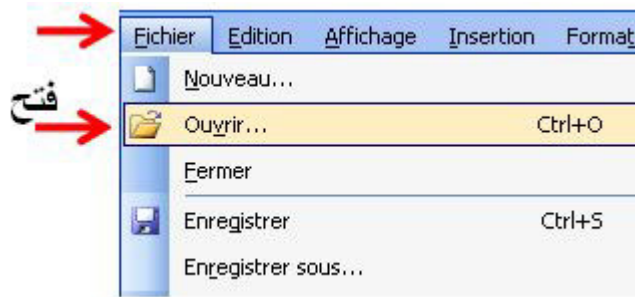 Fichier Edition Affichage Insertion Format
Nouveau...
فتح
Ouvrir... Ctrl+O
Fermer
Enregistrer Ctrl+S
Enregistrer sous...